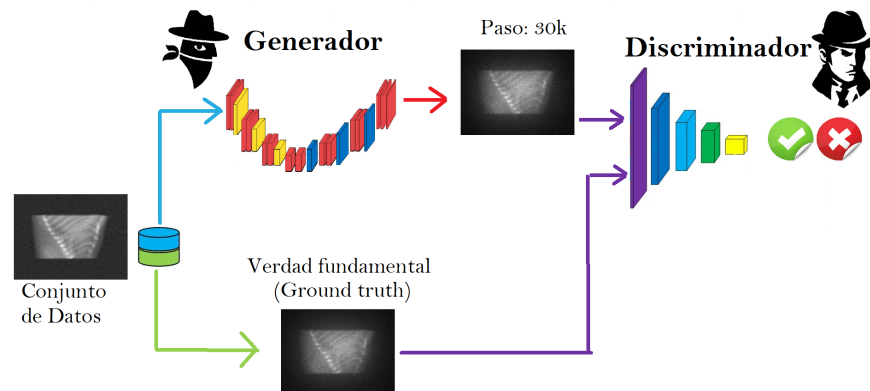 Generador
Paso: 30k
Discriminador
Conjunto
de Datos
Verdad fundamental
(Ground truth)